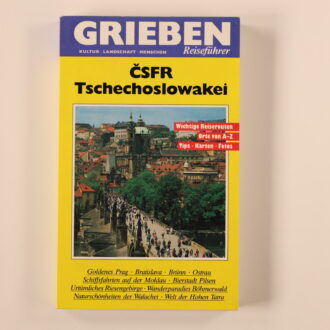 GRIEBEN
KULTUR LANDSCHAFT MENSCHEN
Reiseführer
ČSFR
Tschechoslowakei
Wichtige Reiserouten
Orte von A-Z
Tips · Karten · Fotos
Goldenes Prag · Bratislava · Brünn · Ostrau
Schiffsfahrten auf der Moldau · Bierstadt Pilsen
Urtümliches Riesengebirge · Wanderparadies Böhmerwald
Naturschönheiten der Walachei · Welt der Hohen Tatra